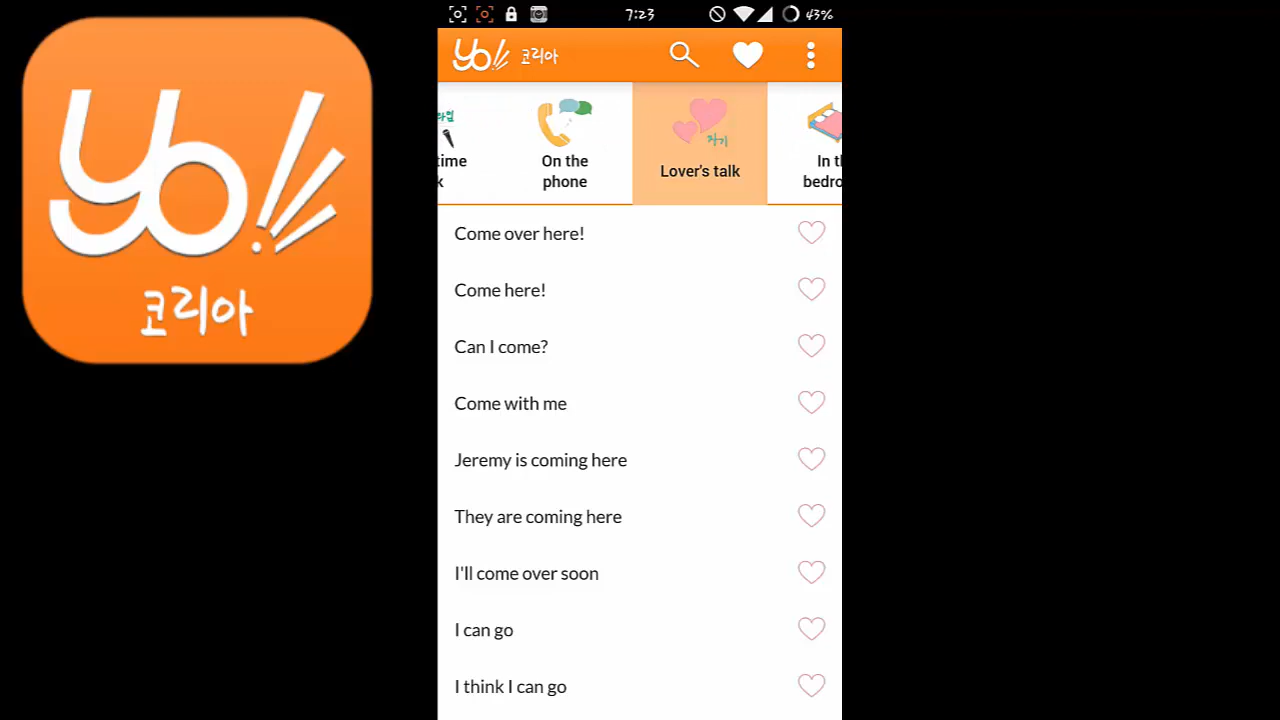 yo!
코리아
7:23
43%
yo!
코리아
time
k
On the
phone
자기
Lover's talk
In t
bedro
Come over here!
Come here!
Can I come?
Come with me
Jeremy is coming here
They are coming here
I'll come over soon
I can go
I think I can go